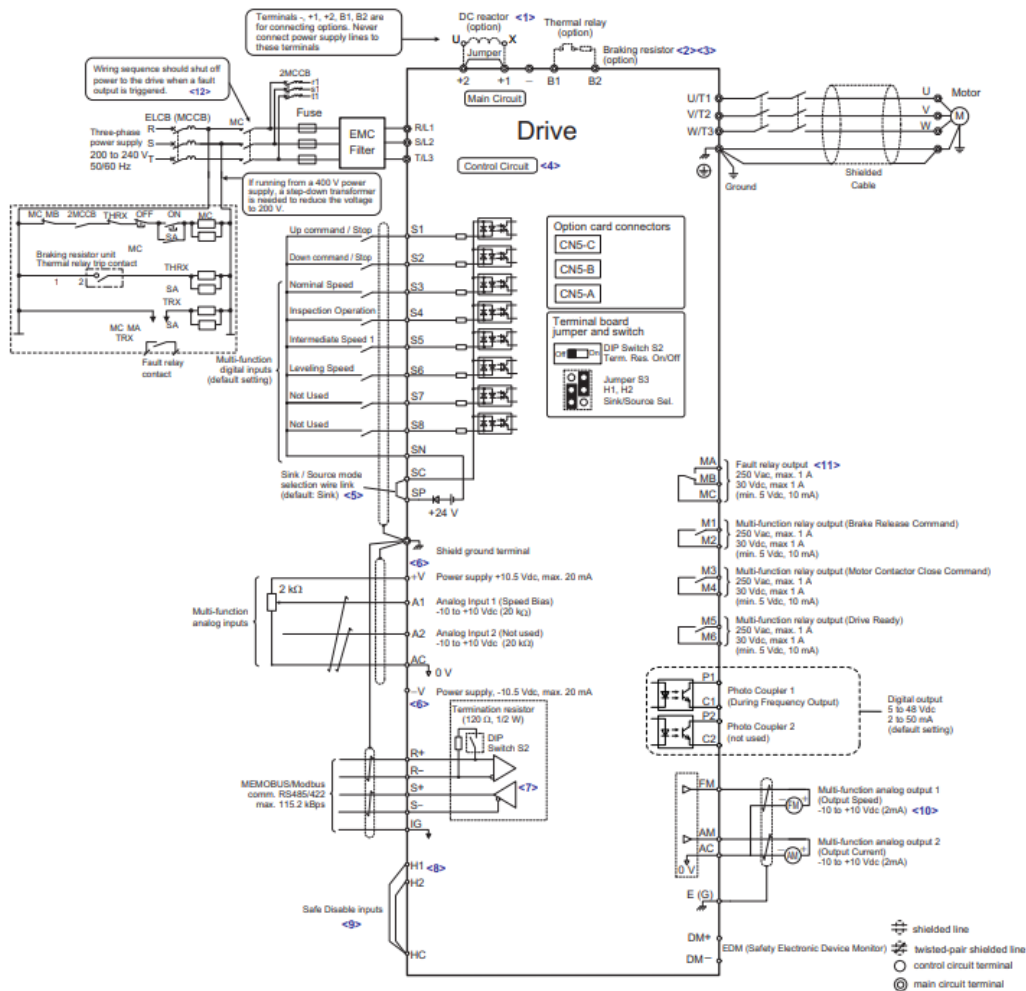 Terminals -, +1, +2, B1, B2 are
for connecting options. Never
connect power supply lines to
these terminals
DC reactor <1>
(option)
U X
Jumper
Thermal relay
(option)
Braking resistor <2><3>
(option)
+2 +1 − B1 B2
Main Circuit
Wiring sequence should shut off
power to the drive when a fault
output is triggered. <12>
2MCCB
r1
s1
t1
ELCB (MCCB)
MC
Fuse
Three-phase
power supply
200 to 240 V
50/60 Hz
R
S
T
EMC
Filter
R/L1
S/L2
T/L3
Drive
Control Circuit <4>
U/T1
V/T2
W/T3
U
V
W
Motor
M
Ground
Shielded
Cable
If running from a 400 V power
supply, a step-down transformer
is needed to reduce the voltage
to 200 V.
MC MB 2MCCB THRX OFF ON MC
SA
MC
Braking resistor unit
Thermal relay trip contact
1 2
THRX
SA
TRX
SA
MC MA
TRX
Fault relay
contact
Multi-function
digital inputs
(default setting)
Up command / Stop S1
Down command / Stop S2
Nominal Speed S3
Inspection Operation S4
Intermediate Speed 1 S5
Leveling Speed S6
Not Used S7
Not Used S8
SN
SC
SP
+24 V
Sink / Source mode
selection wire link
(default: Sink) <5>
Option card connectors
CN5-C
CN5-B
CN5-A
Terminal board
jumper and switch
Off On
DIP Switch S2
Term. Res. On/Off
Jumper S3
H1, H2
Sink/Source Sel.
Shield ground terminal
<6>
+V Power supply +10.5 Vdc, max. 20 mA
2 kΩ
Multi-function
analog inputs
A1 Analog Input 1 (Speed Bias)
-10 to +10 Vdc (20 kΩ)
A2 Analog Input 2 (Not used)
-10 to +10 Vdc (20 kΩ)
AC
0 V
−V Power supply, -10.5 Vdc, max. 20 mA
<6>
Termination resistor
(120 Ω, 1/2 W)
DIP
Switch S2
MEMOBUS/Modbus
comm. RS485/422
max. 115.2 kBps
R+
R−
S+
S−
IG
<7>
H1 <8>
H2
Safe Disable inputs
<9>
HC
MA
MB
MC
Fault relay output <11>
250 Vac, max. 1 A
30 Vdc, max 1 A
(min. 5 Vdc, 10 mA)
M1
M2
Multi-function relay output (Brake Release Command)
250 Vac, max. 1 A
30 Vdc, max 1 A
(min. 5 Vdc, 10 mA)
M3
M4
Multi-function relay output (Motor Contactor Close Command)
250 Vac, max. 1 A
30 Vdc, max 1 A
(min. 5 Vdc, 10 mA)
M5
M6
Multi-function relay output (Drive Ready)
250 Vac, max. 1 A
30 Vdc, max 1 A
(min. 5 Vdc, 10 mA)
P1
C1
P2
C2
Photo Coupler 1
(During Frequency Output)
Photo Coupler 2
(not used)
Digital output
5 to 48 Vdc
2 to 50 mA
(default setting)
FM
− FM +
Multi-function analog output 1
(Output Speed)
-10 to +10 Vdc (2mA) <10>
AM
AC
0 V
− AM +
Multi-function analog output 2
(Output Current)
-10 to +10 Vdc (2mA)
E (G)
DM+
DM−
EDM (Safety Electronic Device Monitor)
shielded line
twisted-pair shielded line
control circuit terminal
main circuit terminal